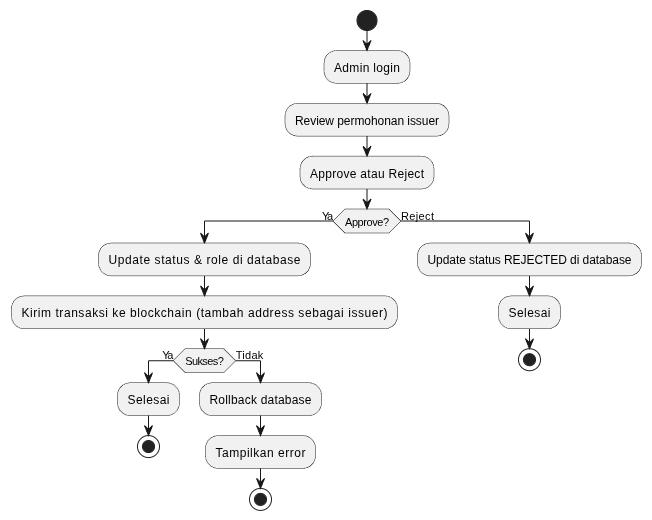 Admin login
Review permohonan issuer
Approve atau Reject
Ya
Approve?
Reject
Update status & role di database
Update status REJECTED di database
Kirim transaksi ke blockchain (tambah address sebagai issuer)
Selesai
Ya
Sukses?
Tidak
Selesai
Rollback database
Tampilkan error